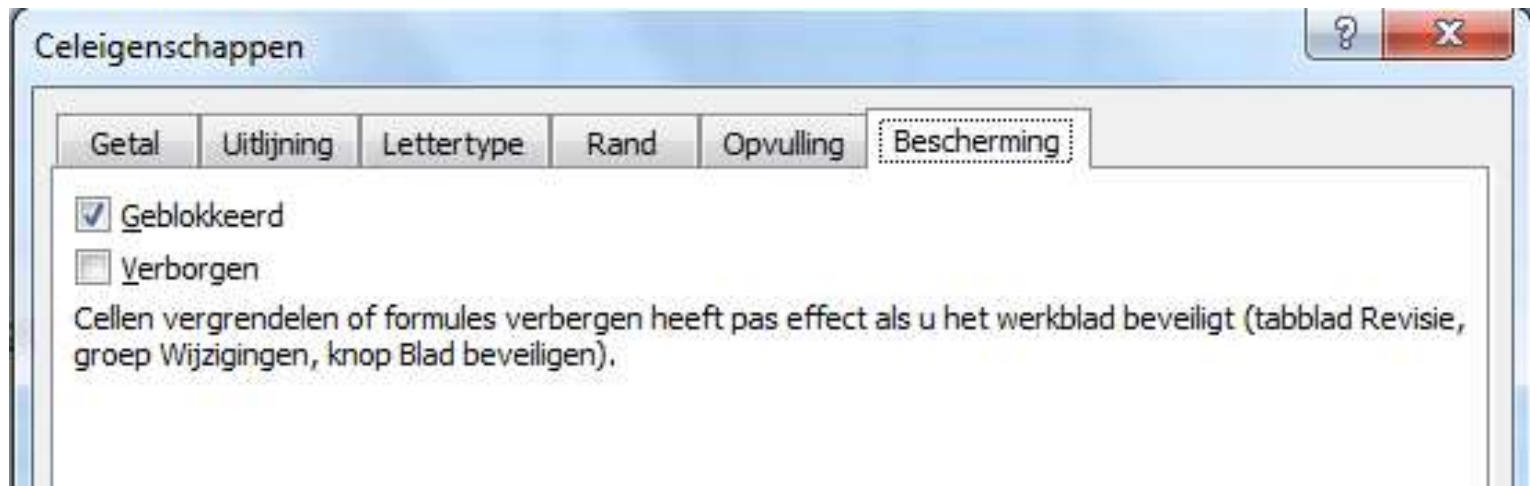 Celeigenschappen
Getal Uitlijning Lettertype Rand Opvulling Bescherming
Geblokkeerd
Verborgen
Cellen vergrendelen of formules verbergen heeft pas effect als u het werkblad beveiligt (tabblad Revisie,
groep Wijzigingen, knop Blad beveiligen).